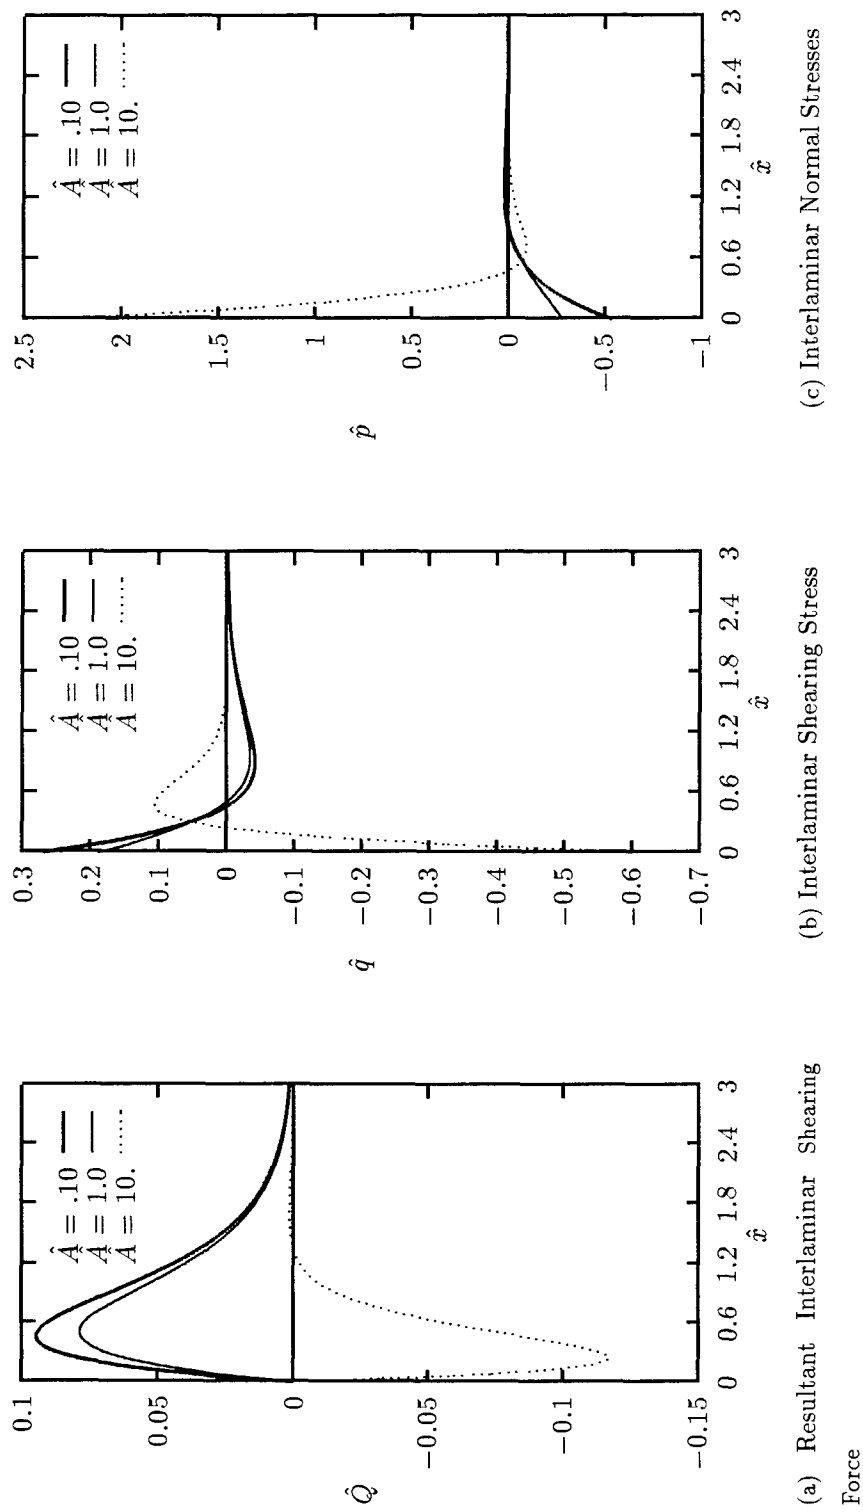 0.1
0.05
0
−0.05
−0.1
−0.15
Q̂
0 0.6 1.2 1.8 2.4 3
x̂
Â = .10
Â = 1.0
Â = 10.
(a) Resultant Interlaminar Shearing
Force
0.3
0.2
0.1
0
−0.1
−0.2
−0.3
−0.4
−0.5
−0.6
−0.7
q̂
0 0.6 1.2 1.8 2.4 3
x̂
Â = .10
Â = 1.0
Â = 10.
(b) Interlaminar Shearing Stress
2.5
2
1.5
1
0.5
0
−0.5
−1
p̂
0 0.6 1.2 1.8 2.4 3
x̂
Â = .10
Â = 1.0
Â = 10.
(c) Interlaminar Normal Stresses